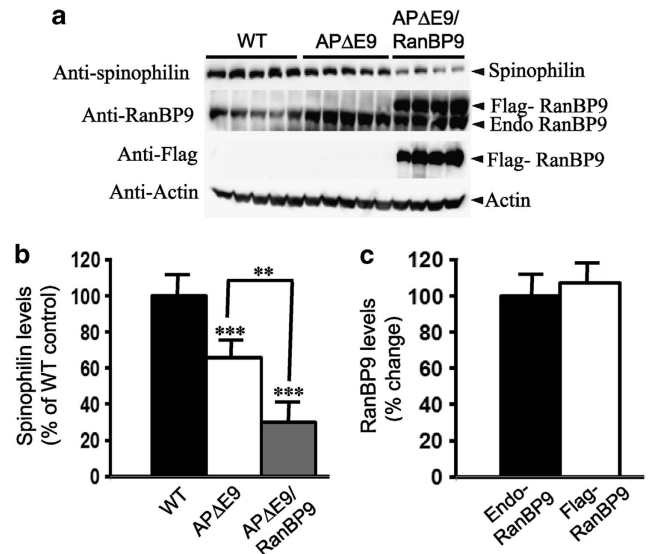 a
WT
APΔE9
APΔE9/
RanBP9
Anti-spinophilin
Spinophilin
Anti-RanBP9
Flag- RanBP9
Endo RanBP9
Anti-Flag
Flag- RanBP9
Anti-Actin
Actin
b
Spinophilin levels
(% of WT control)
120
100
80
60
40
20
0
**
***
***
WT
APΔE9
APΔE9/
RanBP9
c
RanBP9 levels
(% change)
120
100
80
60
40
20
0
Endo-
RanBP9
Flag-
RanBP9